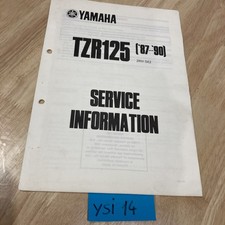 YAMAHA
TZR125 ('87-'90)
SERVICE
INFORMATION
ysi 14